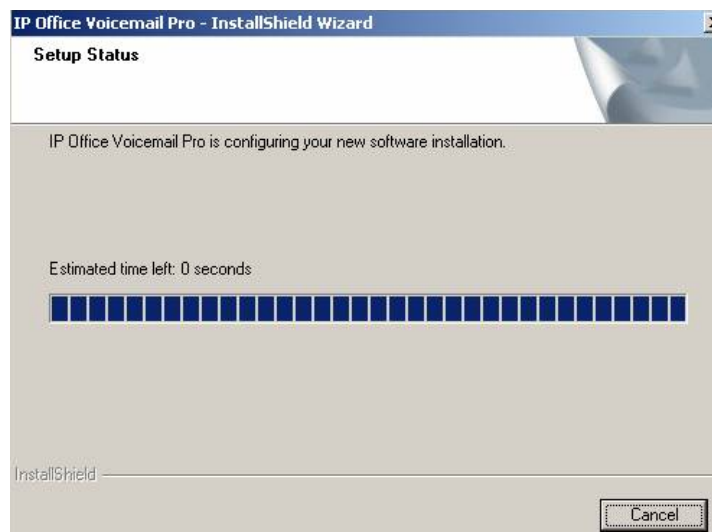 IP Office Voicemail Pro - InstallShield Wizard
Setup Status
IP Office Voicemail Pro is configuring your new software installation.
Estimated time left: 0 seconds
InstallShield
Cancel